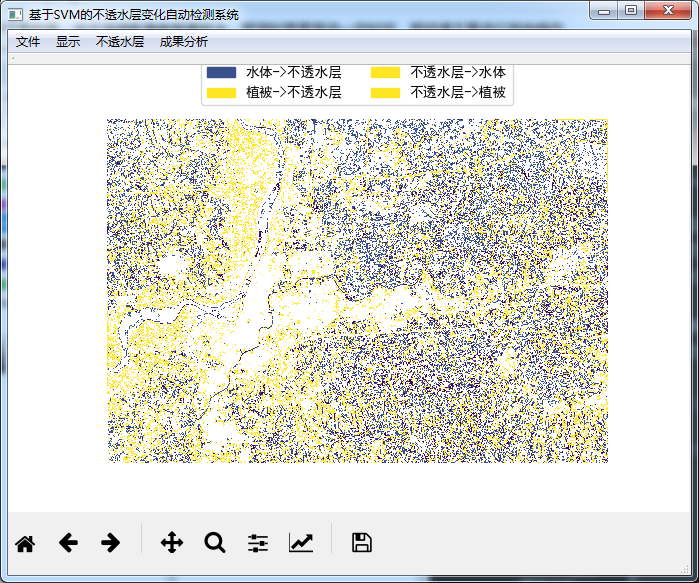 基于SVM的不透水层变化自动检测系统
文件 显示 不透水层 成果分析
水体->不透水层 不透水层->水体
植被->不透水层 不透水层->植被